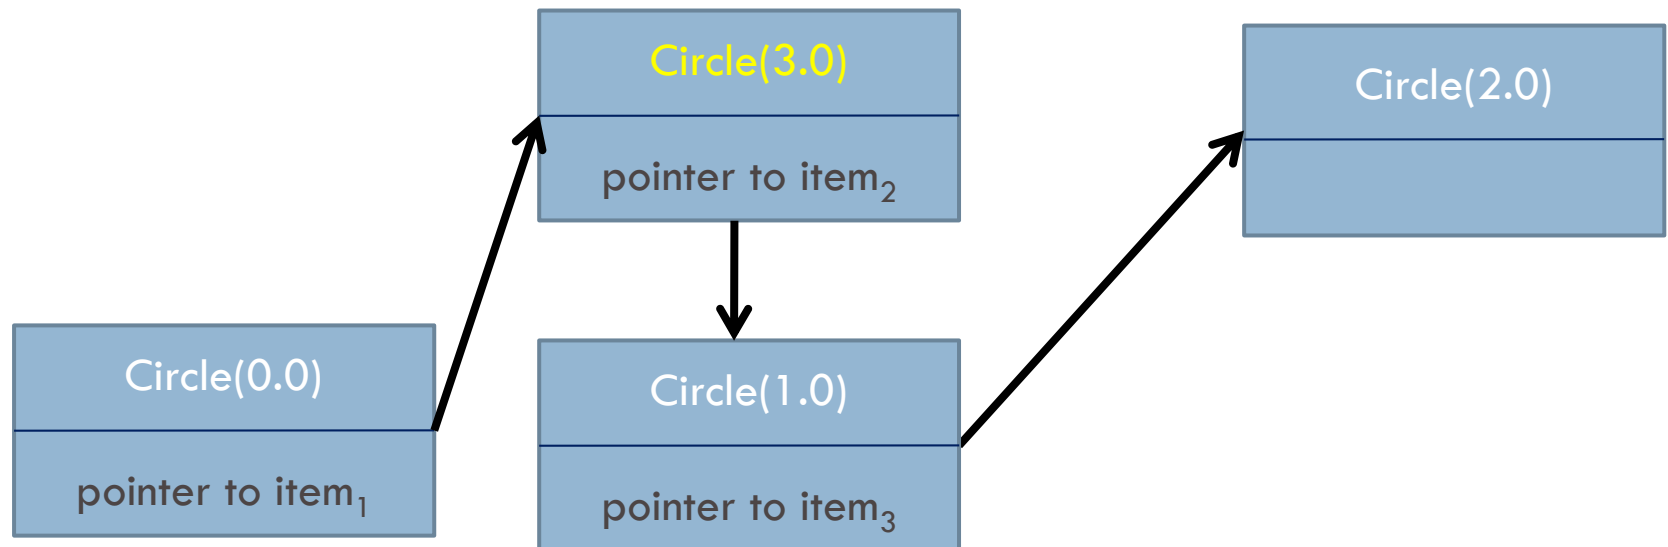 Circle(3.0)
pointer to item₂
Circle(2.0)
Circle(0.0)
pointer to item₁
Circle(1.0)
pointer to item₃